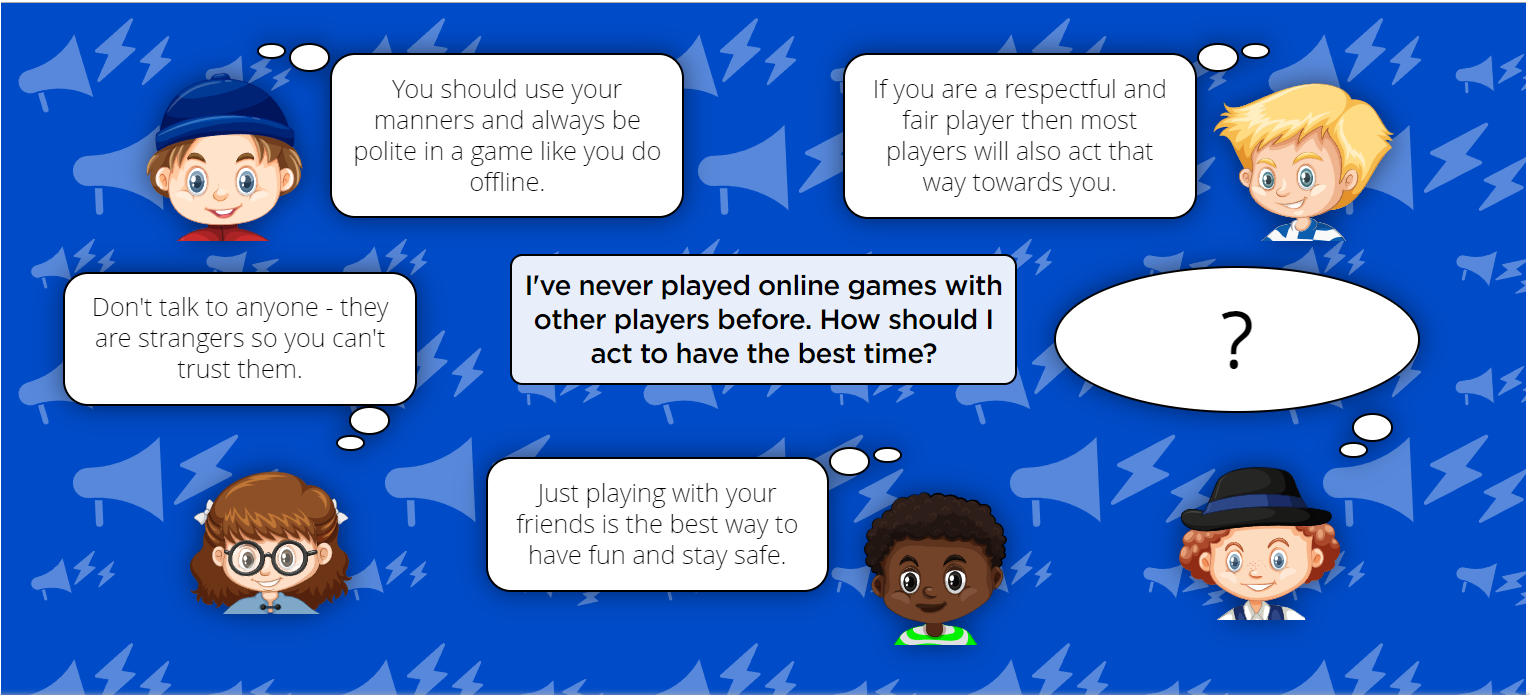 You should use your
manners and always be
polite in a game like you do
offline.
If you are a respectful and
fair player then most
players will also act that
way towards you.
Don't talk to anyone - they
are strangers so you can't
trust them.
I've never played online games with
other players before. How should I
act to have the best time?
?
Just playing with your
friends is the best way to
have fun and stay safe.